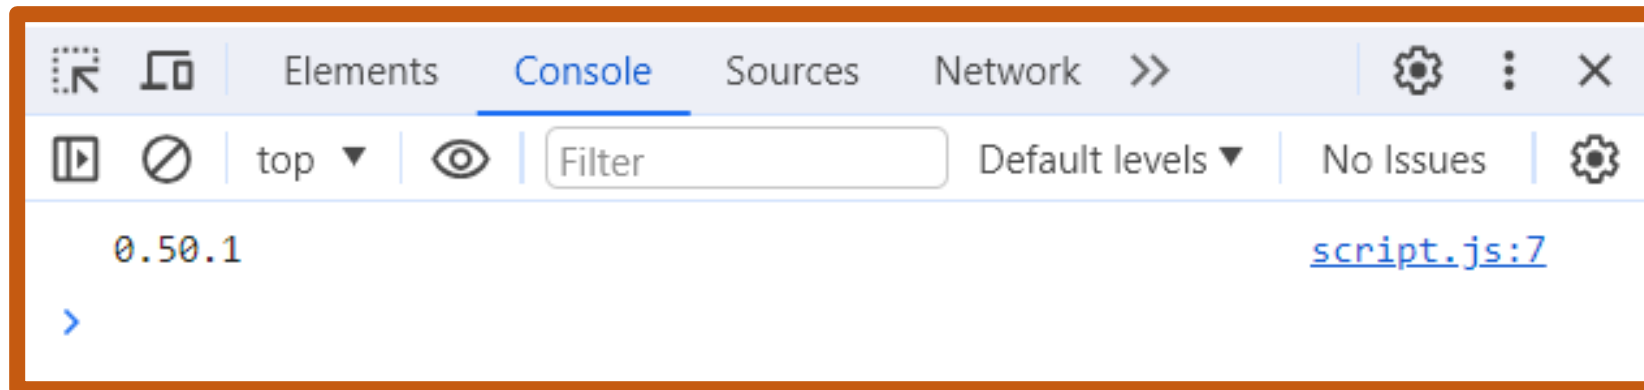 Elements Console Sources Network
top Filter Default levels No Issues
0.50.1 script.js:7